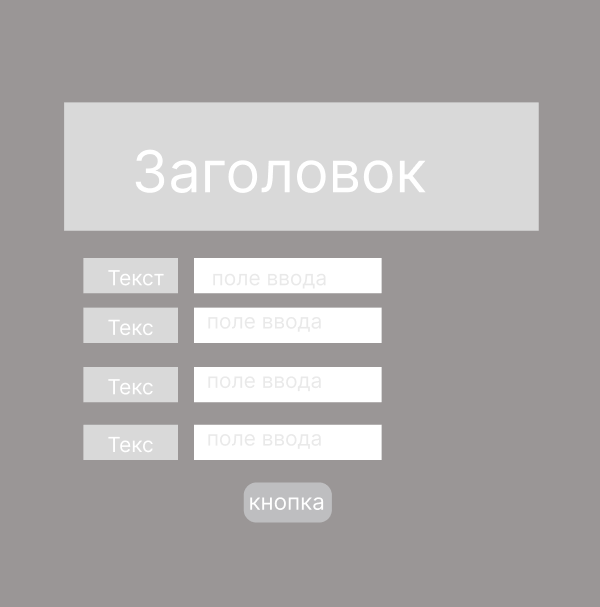 Заголовок
Текст
поле ввода
Текс
поле ввода
Текс
поле ввода
Текс
поле ввода
кнопка